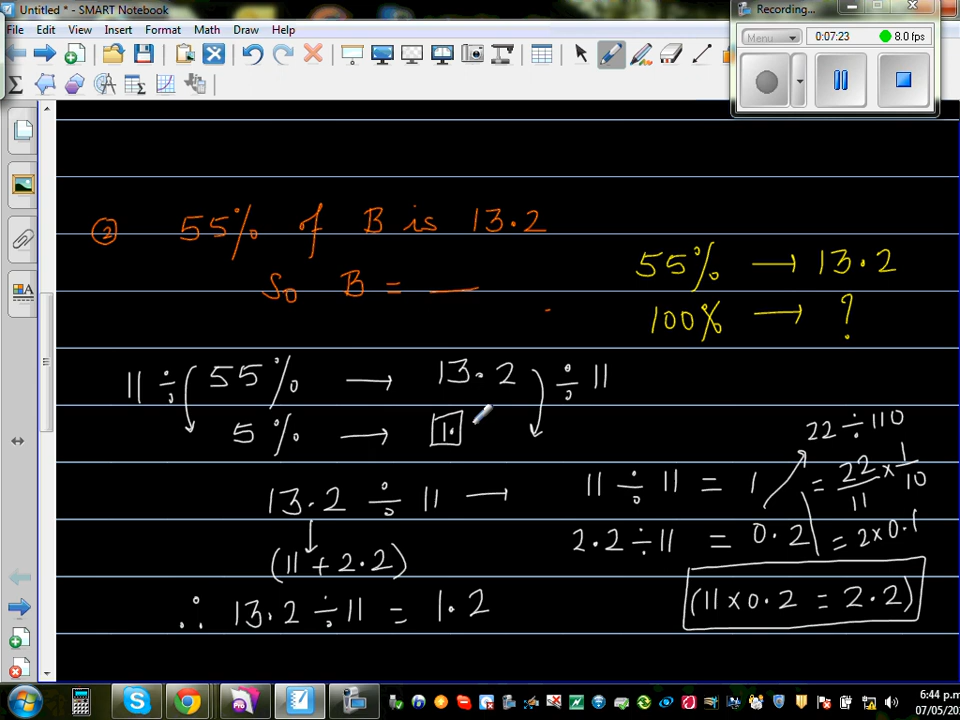 Untitled * - SMART Notebook
Recording...
File Edit View Insert Format Math Draw Help
Menu 0:07:23 8.0 fps
② 55% of B is 13.2
So B = __
55% → 13.2
100% → ?
11 ÷ 55% → 13.2 ÷ 11
5% → 1.
22 ÷ 110
13.2 ÷ 11 → 11 ÷ 11 = 1 = 22/11 × 1/10
2.2 ÷ 11 = 0.2 = 2 × 0.1
(11 + 2.2)
(11 × 0.2 = 2.2)
∴ 13.2 ÷ 11 = 1.2
6:44 p.m